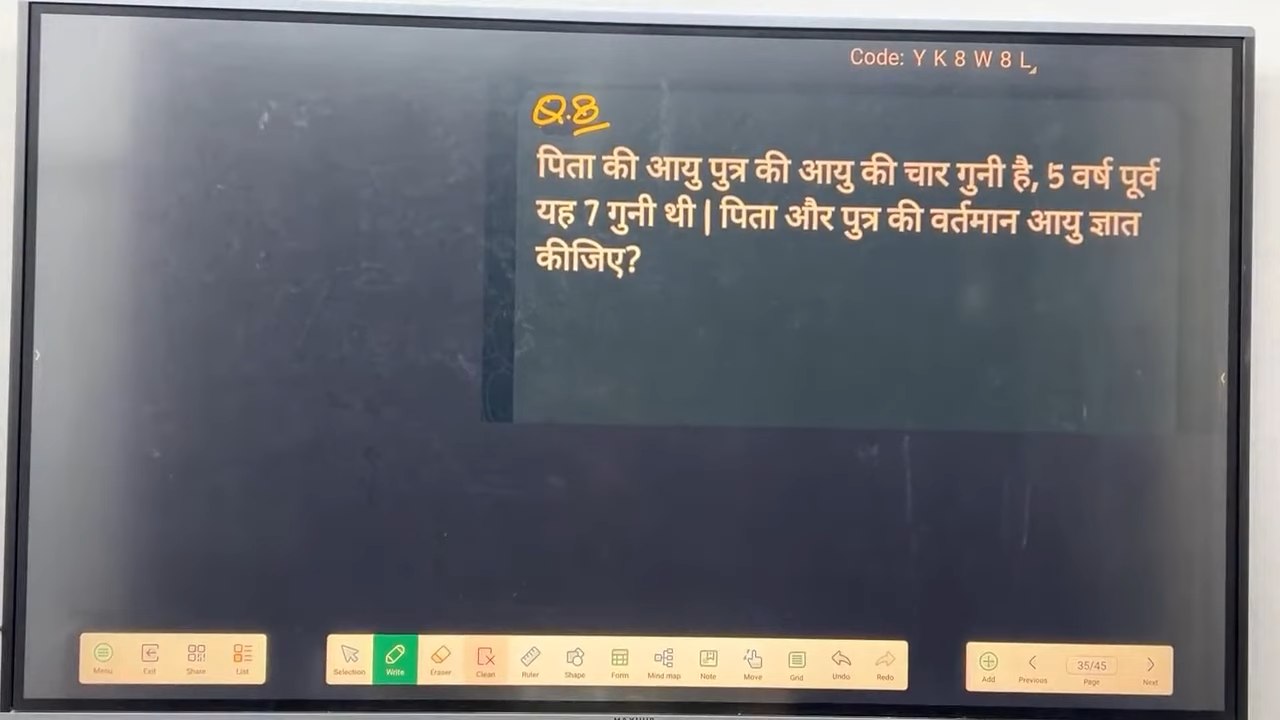 Code: Y K 8 W 8 L
Q.8
पिता की आयु पुत्र की आयु की चार गुनी है, 5 वर्ष पूर्व
यह 7 गुनी थी | पिता और पुत्र की वर्तमान आयु ज्ञात
कीजिए?
Menu Exit Share List Selection Write Eraser Clean Ruler Shape Form Mind map Note Move Grid Undo Redo Add Previous 35/45 Page Next